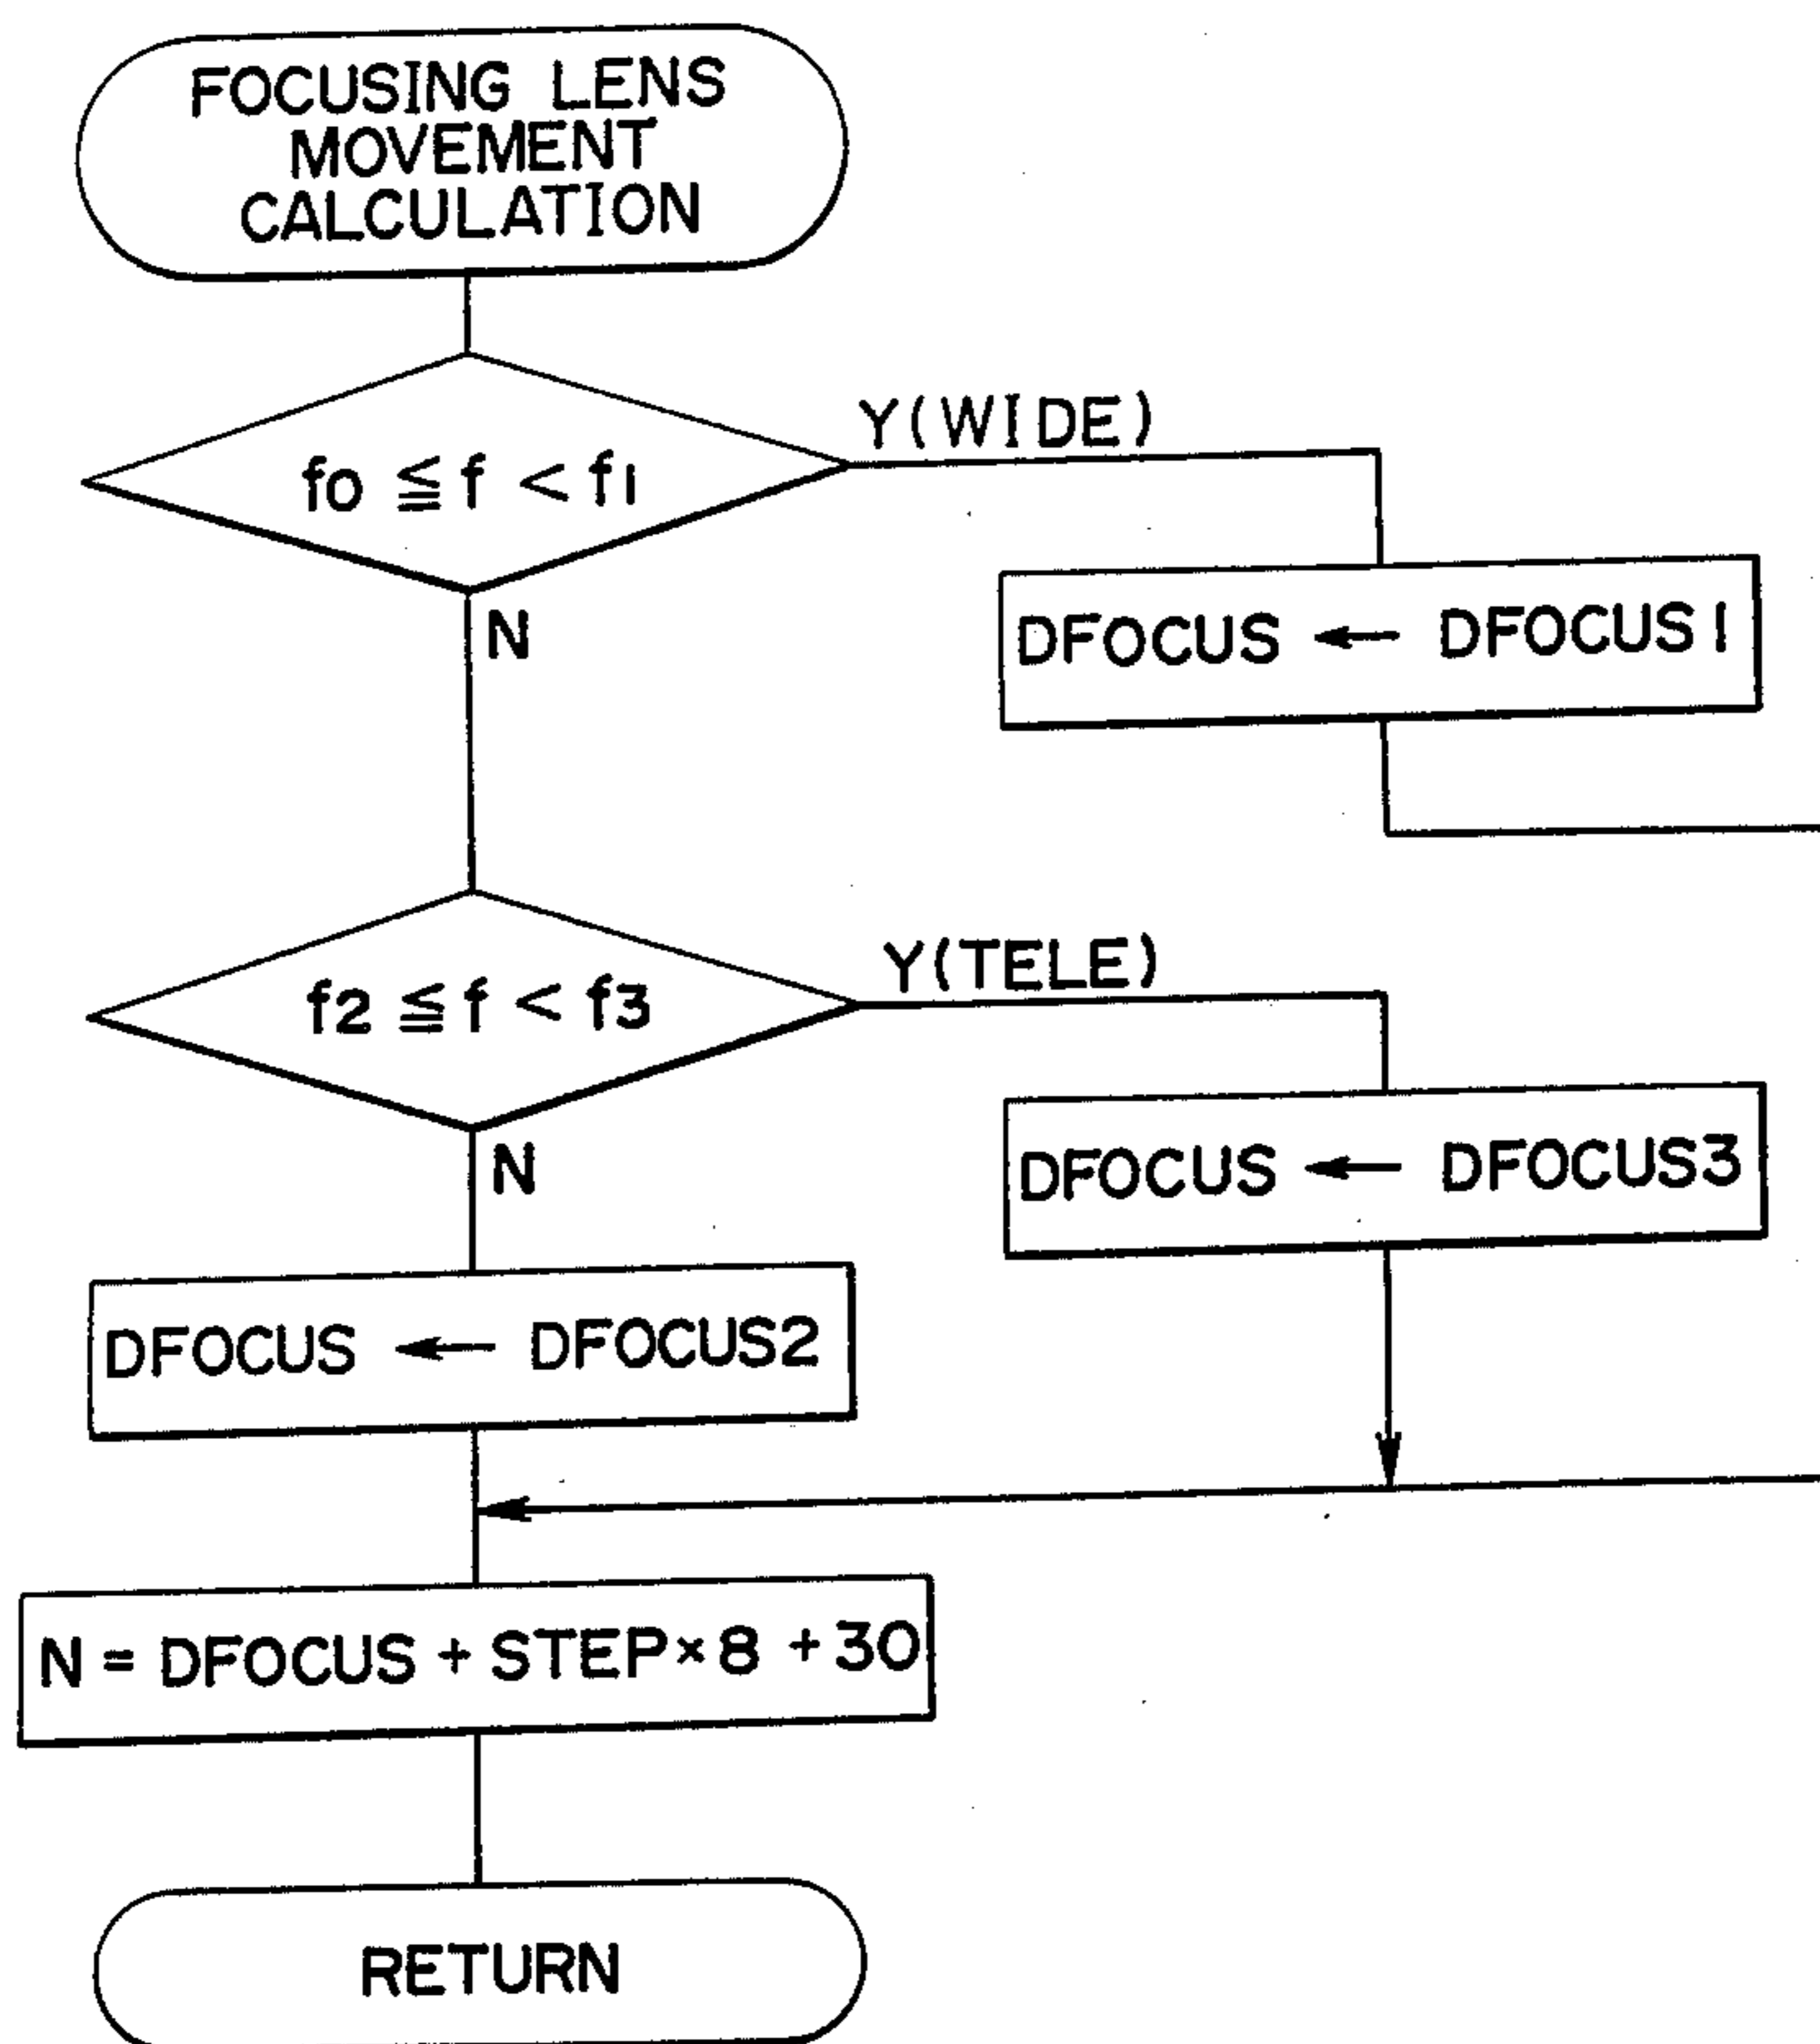 FOCUSING LENS
MOVEMENT
CALCULATION
f0 ≦ f < f1
Y(WIDE)
N
DFOCUS ← DFOCUS1
f2 ≦ f < f3
Y(TELE)
N
DFOCUS ← DFOCUS3
DFOCUS ← DFOCUS2
N = DFOCUS + STEP×8 +30
RETURN